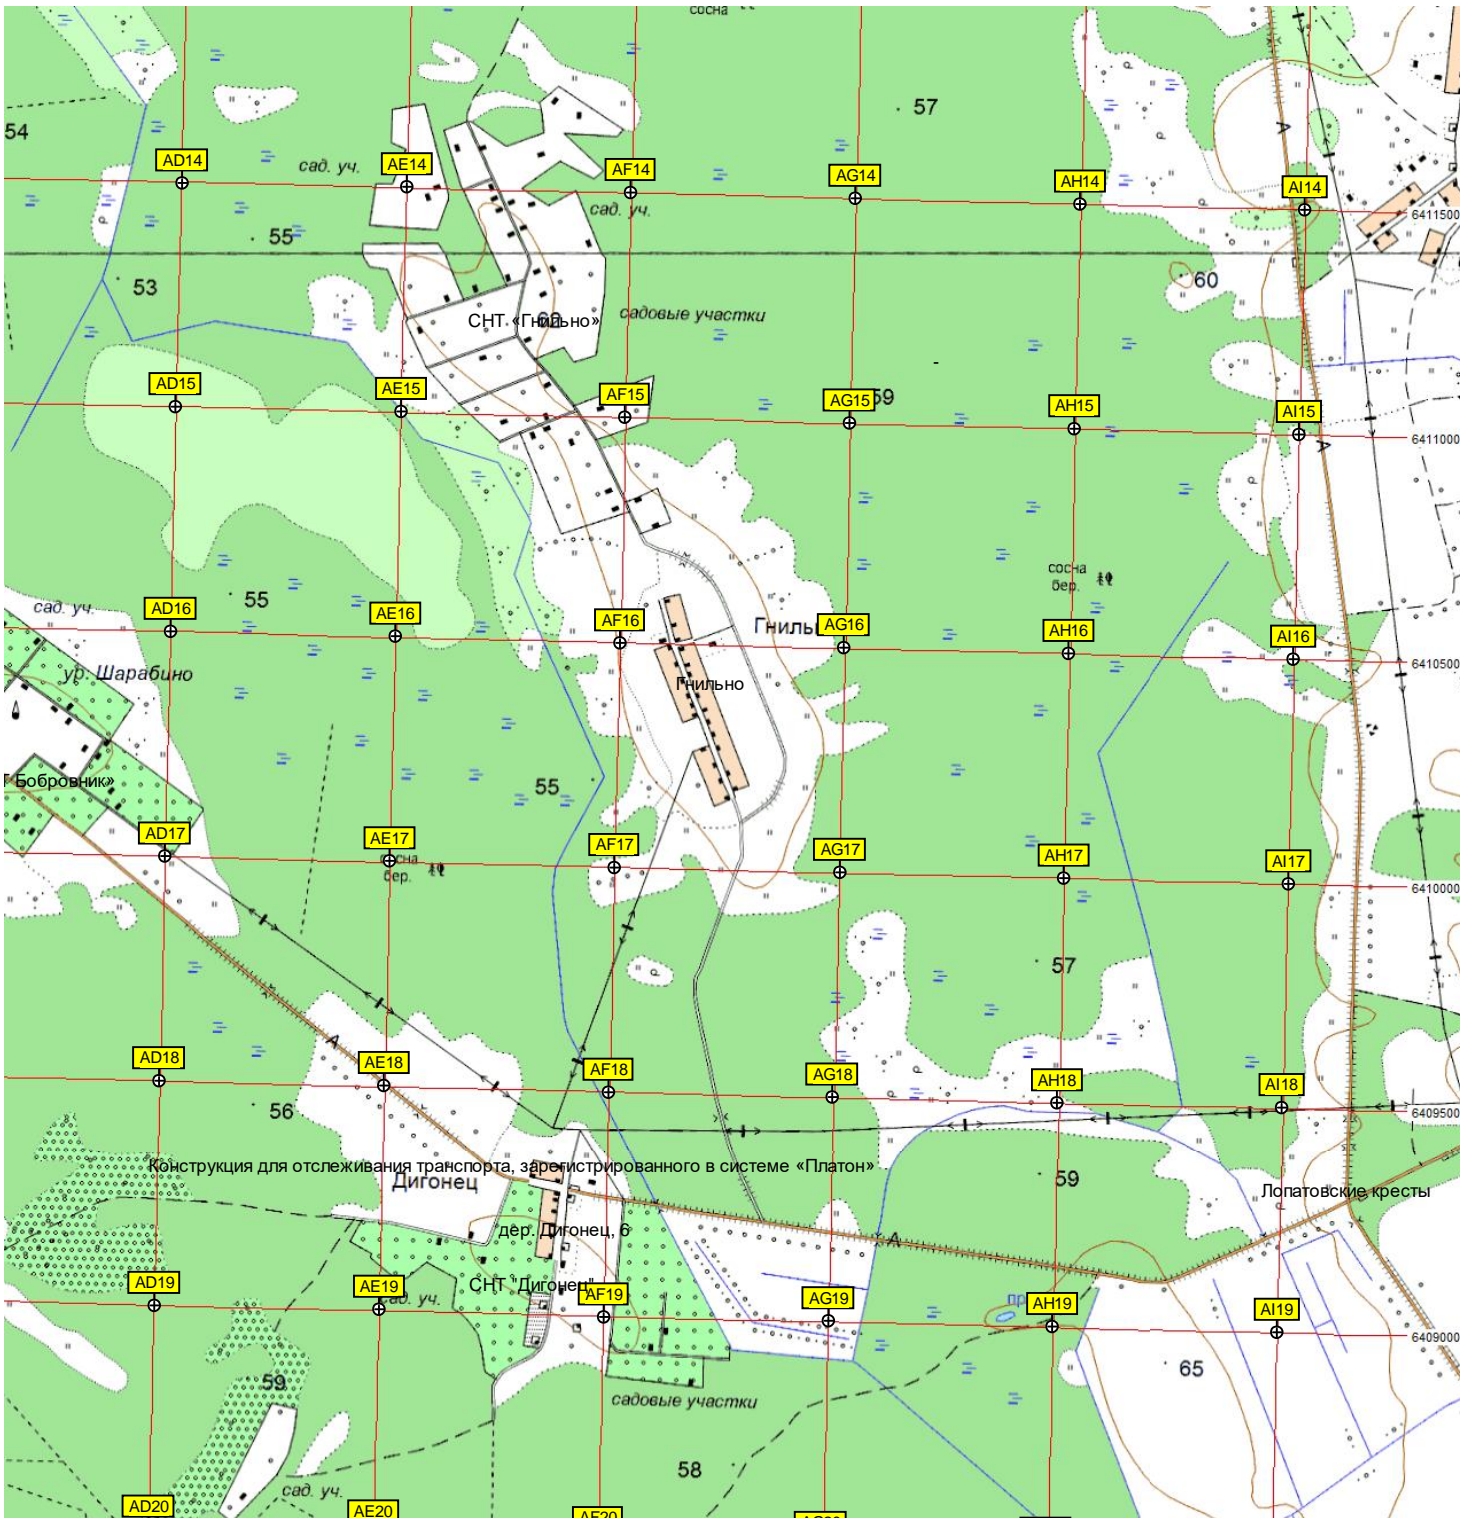 сосна
57
54
AD14
сад. уч.
AE14
AF14
AG14
AH14
AI14
А
сад. уч.
6411500
55
53
60
СНТ «Гнильно»
садовые участки
AD15
AE15
AF15
AG15
59
AH15
AI15
6411000
А
сосна
бер.
55
сад. уч.
AD16
AE16
AF16
AG16
AH16
AI16
6410500
ур. Шарабино
Гнильно
Бобровник»
55
AD17
AE17
AF17
AG17
AH17
AI17
6410000
бер.
57
А
AD18
AE18
AF18
AG18
AH18
AI18
6409500
56
Конструкция для отслеживания транспорта, зарегистрированного в системе «Платон»
Дигонец
59
Лопатовские кресты
дер. Дигонец, 6
А
СНТ "Дигонец"
AD19
AE19
сад. уч.
AF19
AG19
AH19
AI19
6409000
59
65
садовые участки
58
сад. уч.
AD20
AE20
AF20